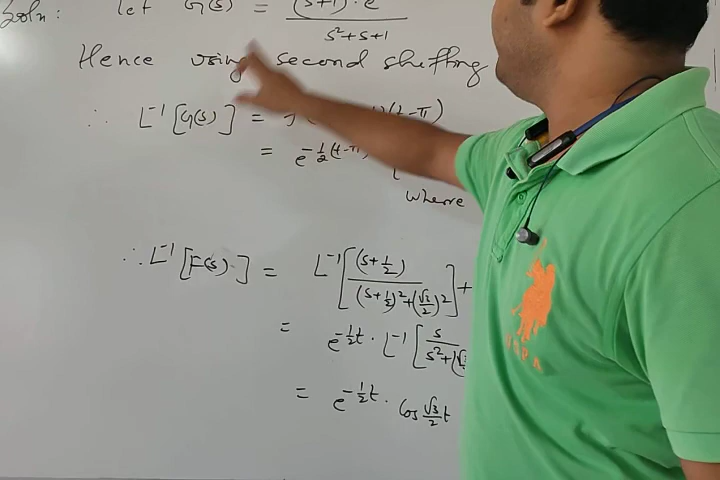 Soln: Let G(s) = (s+1)·e
s²+s+1
Hence using second shifting
∴ L⁻¹[G(s)] = (t-π)
= e^{-½(t-π)}
where
∴ L⁻¹[F(s)] = L⁻¹[(s+½)/((s+½)²+(√3/2)²] +
= e^{-½t} · L⁻¹[s/s²+(√3
= e^{-½t} · cos √3/2 t